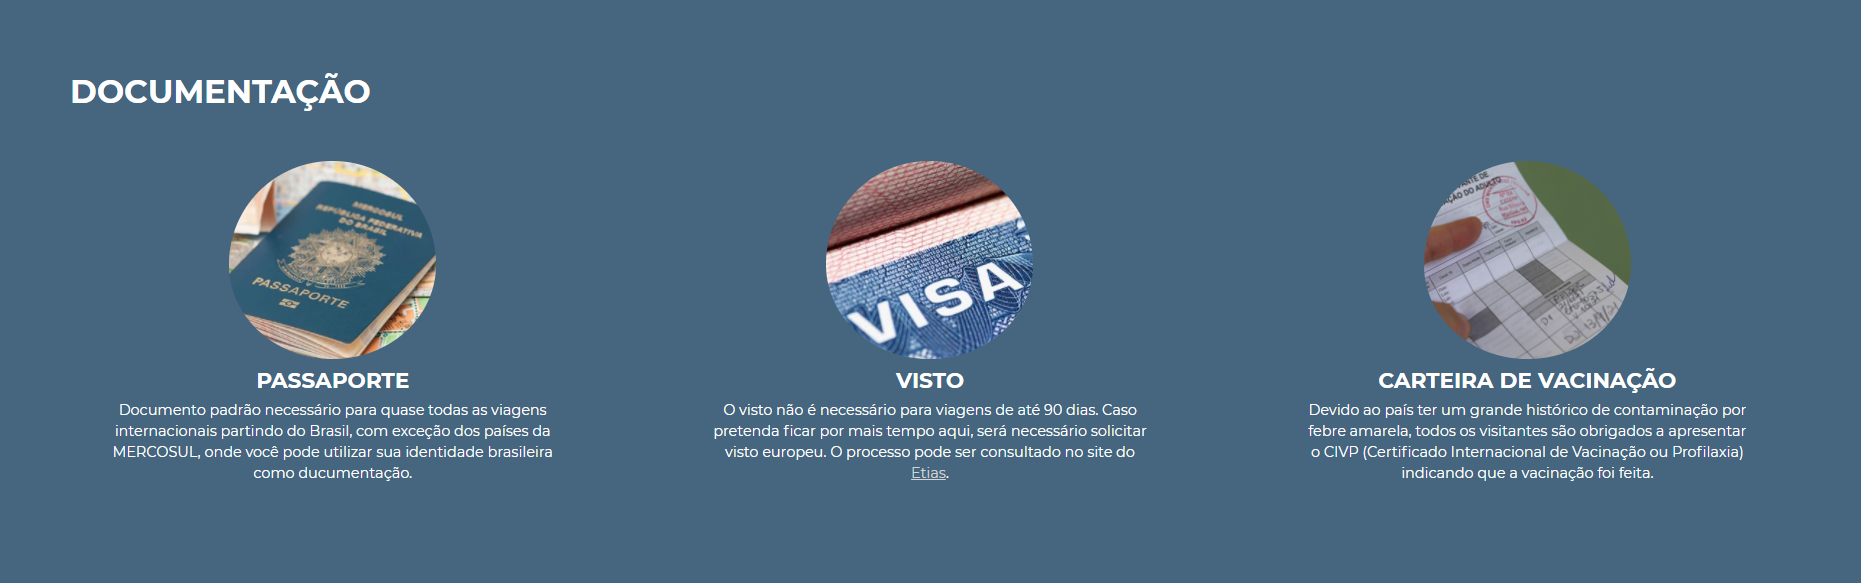 DOCUMENTAÇÃO
MERCOSUL
REPÚBLICA FEDERATIVA
DO BRASIL
PASSAPORTE
VISA
ANTE DE
AÇÃO DO ADULTO
PASSAPORTE
Documento padrão necessário para quase todas as viagens
internacionais partindo do Brasil, com exceção dos países da
MERCOSUL, onde você pode utilizar sua identidade brasileira
como ducumentação.
VISTO
O visto não é necessário para viagens de até 90 dias. Caso
pretenda ficar por mais tempo aqui, será necessário solicitar
visto europeu. O processo pode ser consultado no site do
Etias.
CARTEIRA DE VACINAÇÃO
Devido ao país ter um grande histórico de contaminação por
febre amarela, todos os visitantes são obrigados a apresentar
o CIVP (Certificado Internacional de Vacinação ou Profilaxia)
indicando que a vacinação foi feita.